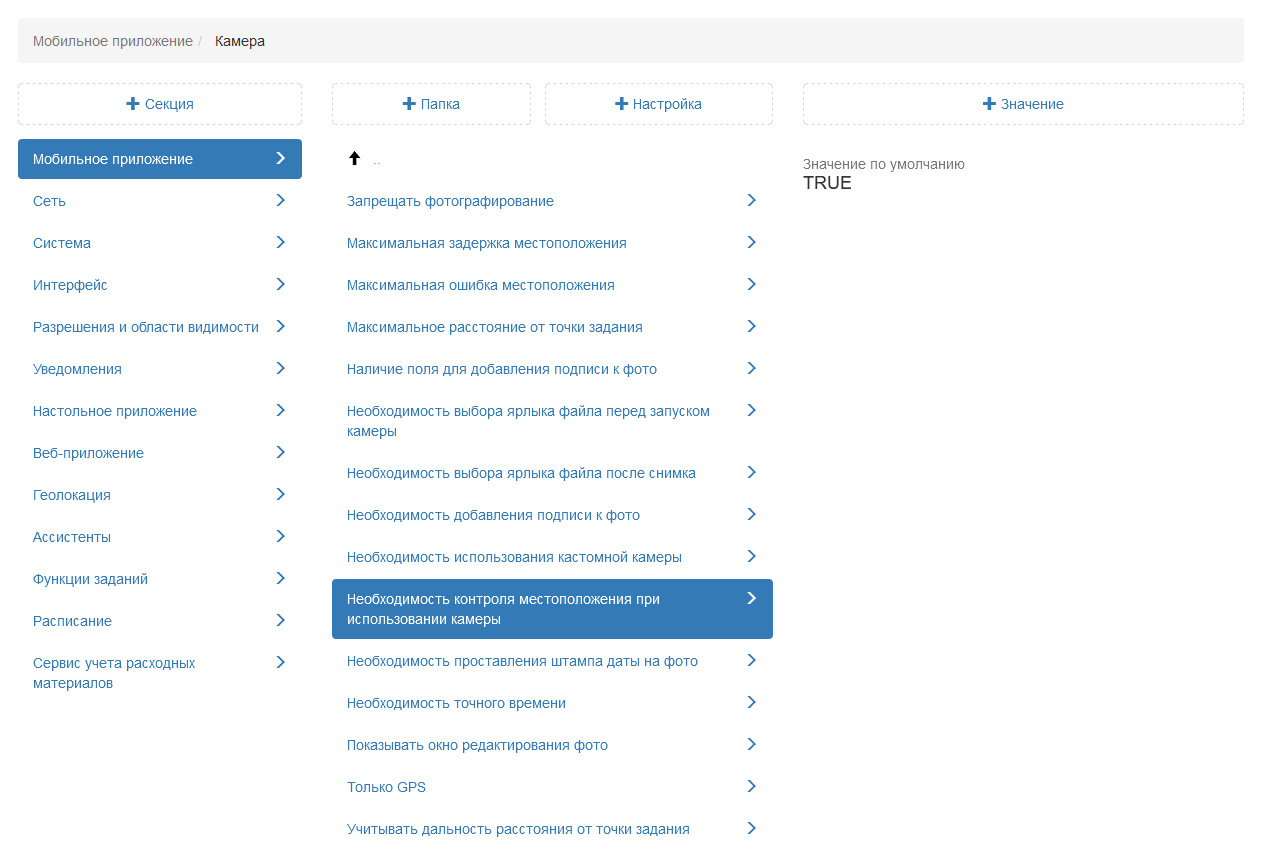 Мобильное приложение / Камера
Секция
Папка
Настройка
Значение
Мобильное приложение
Сеть
Система
Интерфейс
Разрешения и области видимости
Уведомления
Настольное приложение
Веб-приложение
Геолокация
Ассистенты
Функции заданий
Расписание
Сервис учета расходных
материалов
..
Запрещать фотографирование
Максимальная задержка местоположения
Максимальная ошибка местоположения
Максимальное расстояние от точки задания
Наличие поля для добавления подписи к фото
Необходимость выбора ярлыка файла перед запуском
камеры
Необходимость выбора ярлыка файла после снимка
Необходимость добавления подписи к фото
Необходимость использования кастомной камеры
Необходимость контроля местоположения при
использовании камеры
Необходимость проставления штампа даты на фото
Необходимость точного времени
Показывать окно редактирования фото
Только GPS
Учитывать дальность расстояния от точки задания
Значение по умолчанию
TRUE